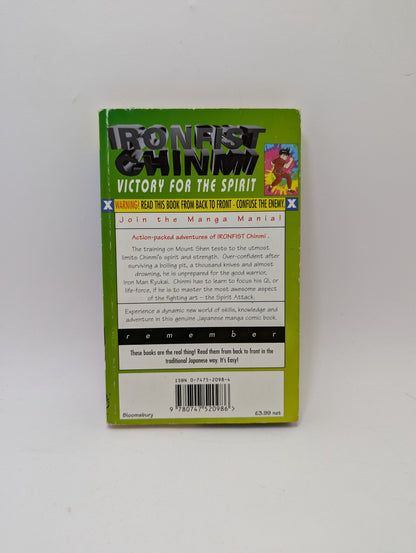 IRONFIST
CHINMI
VICTORY FOR THE SPIRIT
X WARNING! READ THIS BOOK FROM BACK TO FRONT - CONFUSE THE ENEMY. X
Join the Manga Mania!
Action-packed adventures of IRONFIST Chinmi .
The training on Mount Shen tests to the utmost
limits Chinmi's spirit and strength. Over-confident after
surviving a boiling pit, a thousand knives and almost
drowning, he is unprepared for the good warrior,
Iron Man Ryukai. Chinmi has to learn to focus his QI, or
life-force, if he is to master the most awesome aspect
of the fighting art - the Spirit Attack.
Experience a dynamic new world of skills, knowledge and
adventure in this genuine Japanese manga comic book.
remember
These books are the real thing! Read them from back to front in the
traditional Japanese way. It's Easy!
ISBN 0-7475-2098-4
9 780747 520986 >
Bloomsbury
£3.99 net